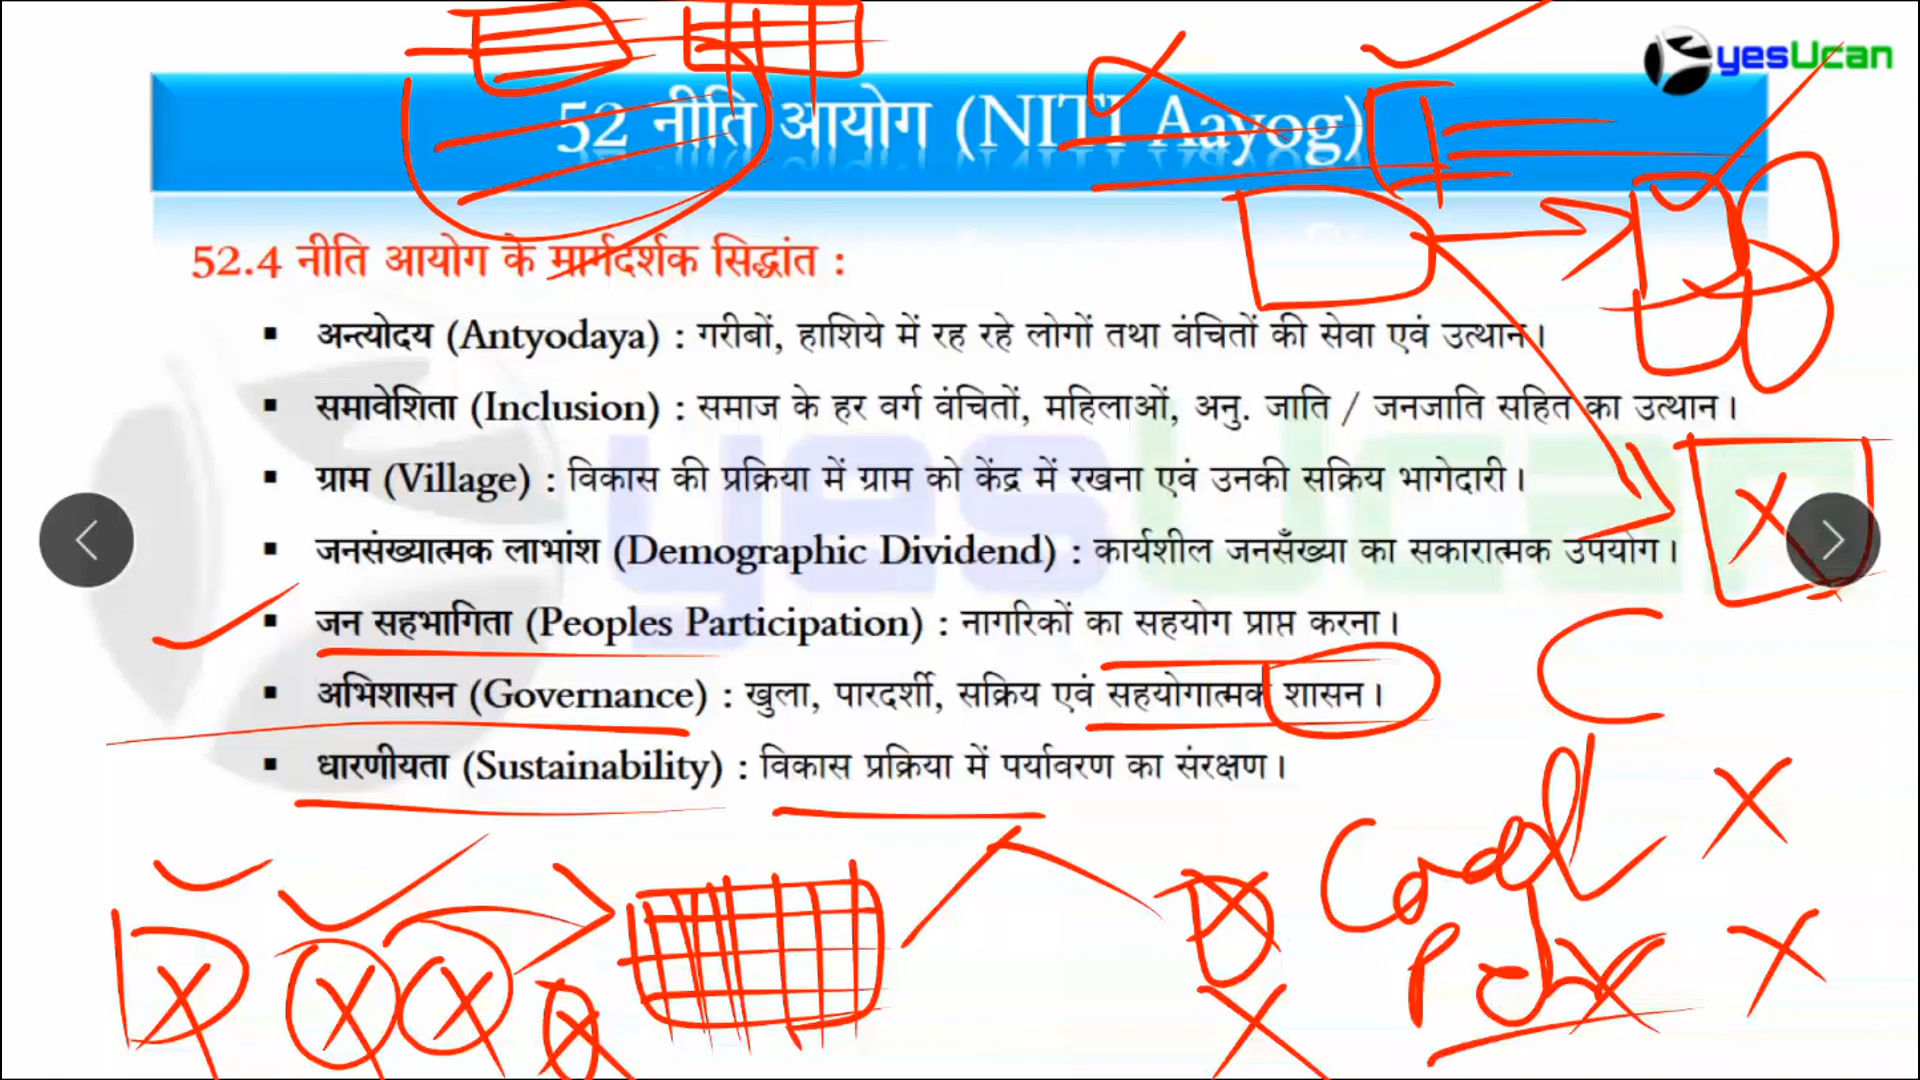 yesUcan
52 नीति आयोग (NITI Aayog)
52.4 नीति आयोग के मार्गदर्शक सिद्धांत :
▪ अन्त्योदय (Antyodaya) : गरीबों, हाशिये में रह रहे लोगों तथा वंचितों की सेवा एवं उत्थान।
▪ समावेशिता (Inclusion) : समाज के हर वर्ग वंचितों, महिलाओं, अनु. जाति / जनजाति सहित का उत्थान।
▪ ग्राम (Village) : विकास की प्रक्रिया में ग्राम को केंद्र में रखना एवं उनकी सक्रिय भागेदारी।
▪ जनसंख्यात्मक लाभांश (Demographic Dividend) : कार्यशील जनसँख्या का सकारात्मक उपयोग।
▪ जन सहभागिता (Peoples Participation) : नागरिकों का सहयोग प्राप्त करना।
▪ अभिशासन (Governance) : खुला, पारदर्शी, सक्रिय एवं सहयोगात्मक शासन।
▪ धारणीयता (Sustainability) : विकास प्रक्रिया में पर्यावरण का संरक्षण।